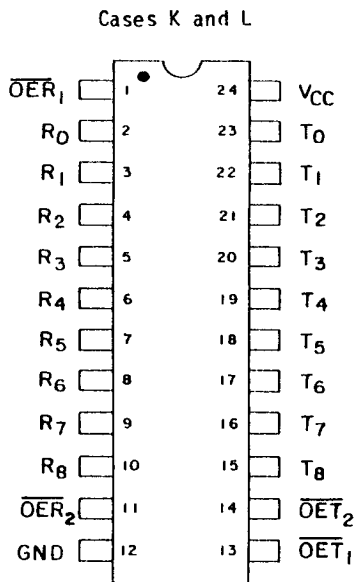 Cases K and L
OER1 1 24 VCC
R0 2 23 T0
R1 3 22 T1
R2 4 21 T2
R3 5 20 T3
R4 6 19 T4
R5 7 18 T5
R6 8 17 T6
R7 9 16 T7
R8 10 15 T8
OER2 11 14 OET2
GND 12 13 OET1